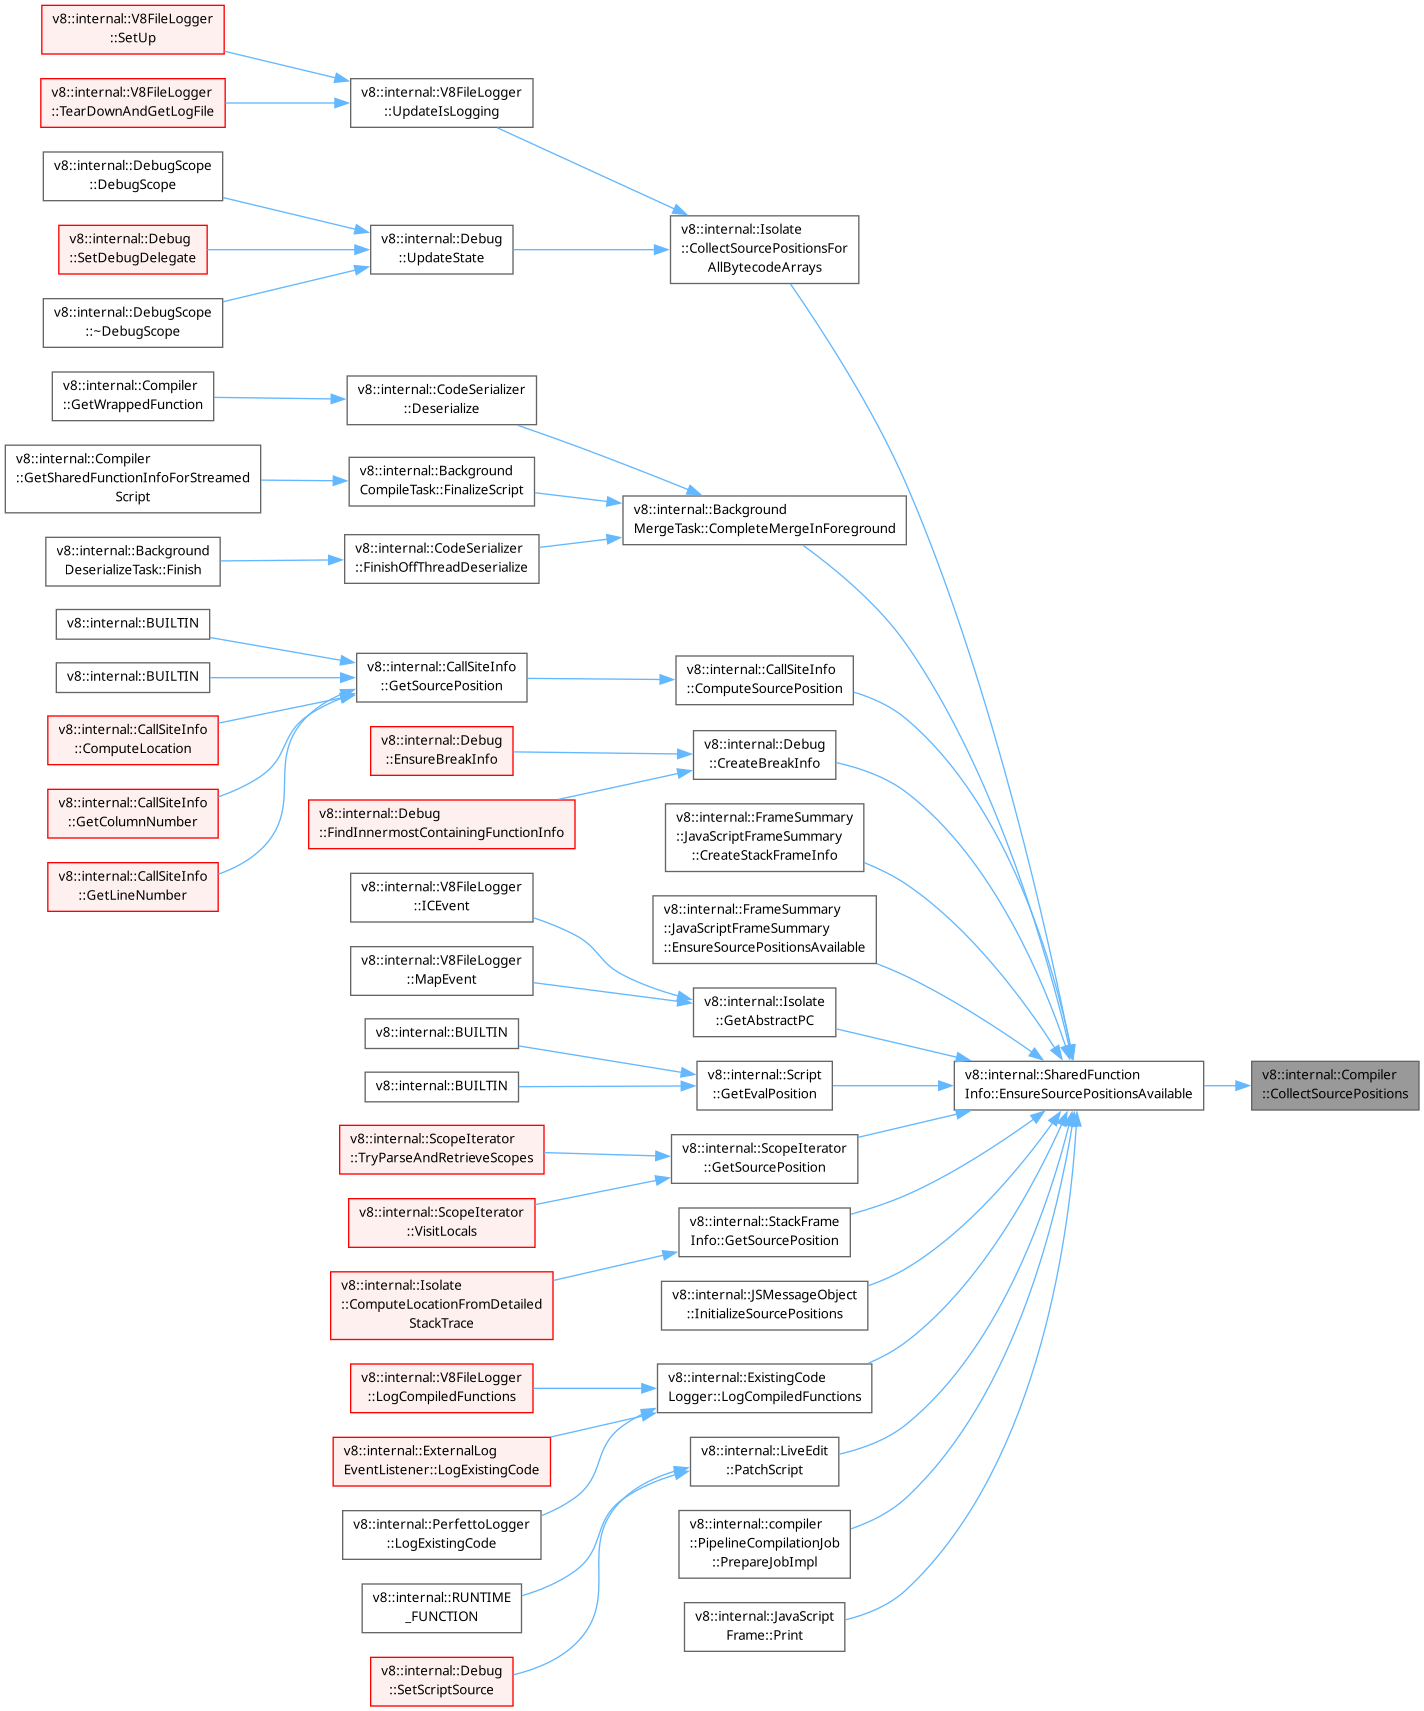 v8::internal::V8FileLogger
::SetUp
v8::internal::V8FileLogger
::TearDownAndGetLogFile
v8::internal::V8FileLogger
::UpdateIsLogging
v8::internal::DebugScope
::DebugScope
v8::internal::Debug
::SetDebugDelegate
v8::internal::Debug
::UpdateState
v8::internal::Isolate
::CollectSourcePositionsFor
AllBytecodeArrays
v8::internal::DebugScope
::~DebugScope
v8::internal::Compiler
::GetWrappedFunction
v8::internal::CodeSerializer
::Deserialize
v8::internal::Compiler
::GetSharedFunctionInfoForStreamed
Script
v8::internal::Background
CompileTask::FinalizeScript
v8::internal::Background
MergeTask::CompleteMergeInForeground
v8::internal::Background
DeserializeTask::Finish
v8::internal::CodeSerializer
::FinishOffThreadDeserialize
v8::internal::BUILTIN
v8::internal::BUILTIN
v8::internal::CallSiteInfo
::GetSourcePosition
v8::internal::CallSiteInfo
::ComputeSourcePosition
v8::internal::CallSiteInfo
::ComputeLocation
v8::internal::Debug
::EnsureBreakInfo
v8::internal::Debug
::CreateBreakInfo
v8::internal::CallSiteInfo
::GetColumnNumber
v8::internal::Debug
::FindInnermostContainingFunctionInfo
v8::internal::FrameSummary
::JavaScriptFrameSummary
::CreateStackFrameInfo
v8::internal::CallSiteInfo
::GetLineNumber
v8::internal::V8FileLogger
::ICEvent
v8::internal::FrameSummary
::JavaScriptFrameSummary
::EnsureSourcePositionsAvailable
v8::internal::V8FileLogger
::MapEvent
v8::internal::Isolate
::GetAbstractPC
v8::internal::BUILTIN
v8::internal::BUILTIN
v8::internal::Script
::GetEvalPosition
v8::internal::SharedFunction
Info::EnsureSourcePositionsAvailable
v8::internal::Compiler
::CollectSourcePositions
v8::internal::ScopeIterator
::TryParseAndRetrieveScopes
v8::internal::ScopeIterator
::GetSourcePosition
v8::internal::ScopeIterator
::VisitLocals
v8::internal::StackFrame
Info::GetSourcePosition
v8::internal::Isolate
::ComputeLocationFromDetailed
StackTrace
v8::internal::JSMessageObject
::InitializeSourcePositions
v8::internal::V8FileLogger
::LogCompiledFunctions
v8::internal::ExistingCode
Logger::LogCompiledFunctions
v8::internal::ExternalLog
EventListener::LogExistingCode
v8::internal::LiveEdit
::PatchScript
v8::internal::PerfettoLogger
::LogExistingCode
v8::internal::compiler
::PipelineCompilationJob
::PrepareJobImpl
v8::internal::RUNTIME
_FUNCTION
v8::internal::JavaScript
Frame::Print
v8::internal::Debug
::SetScriptSource